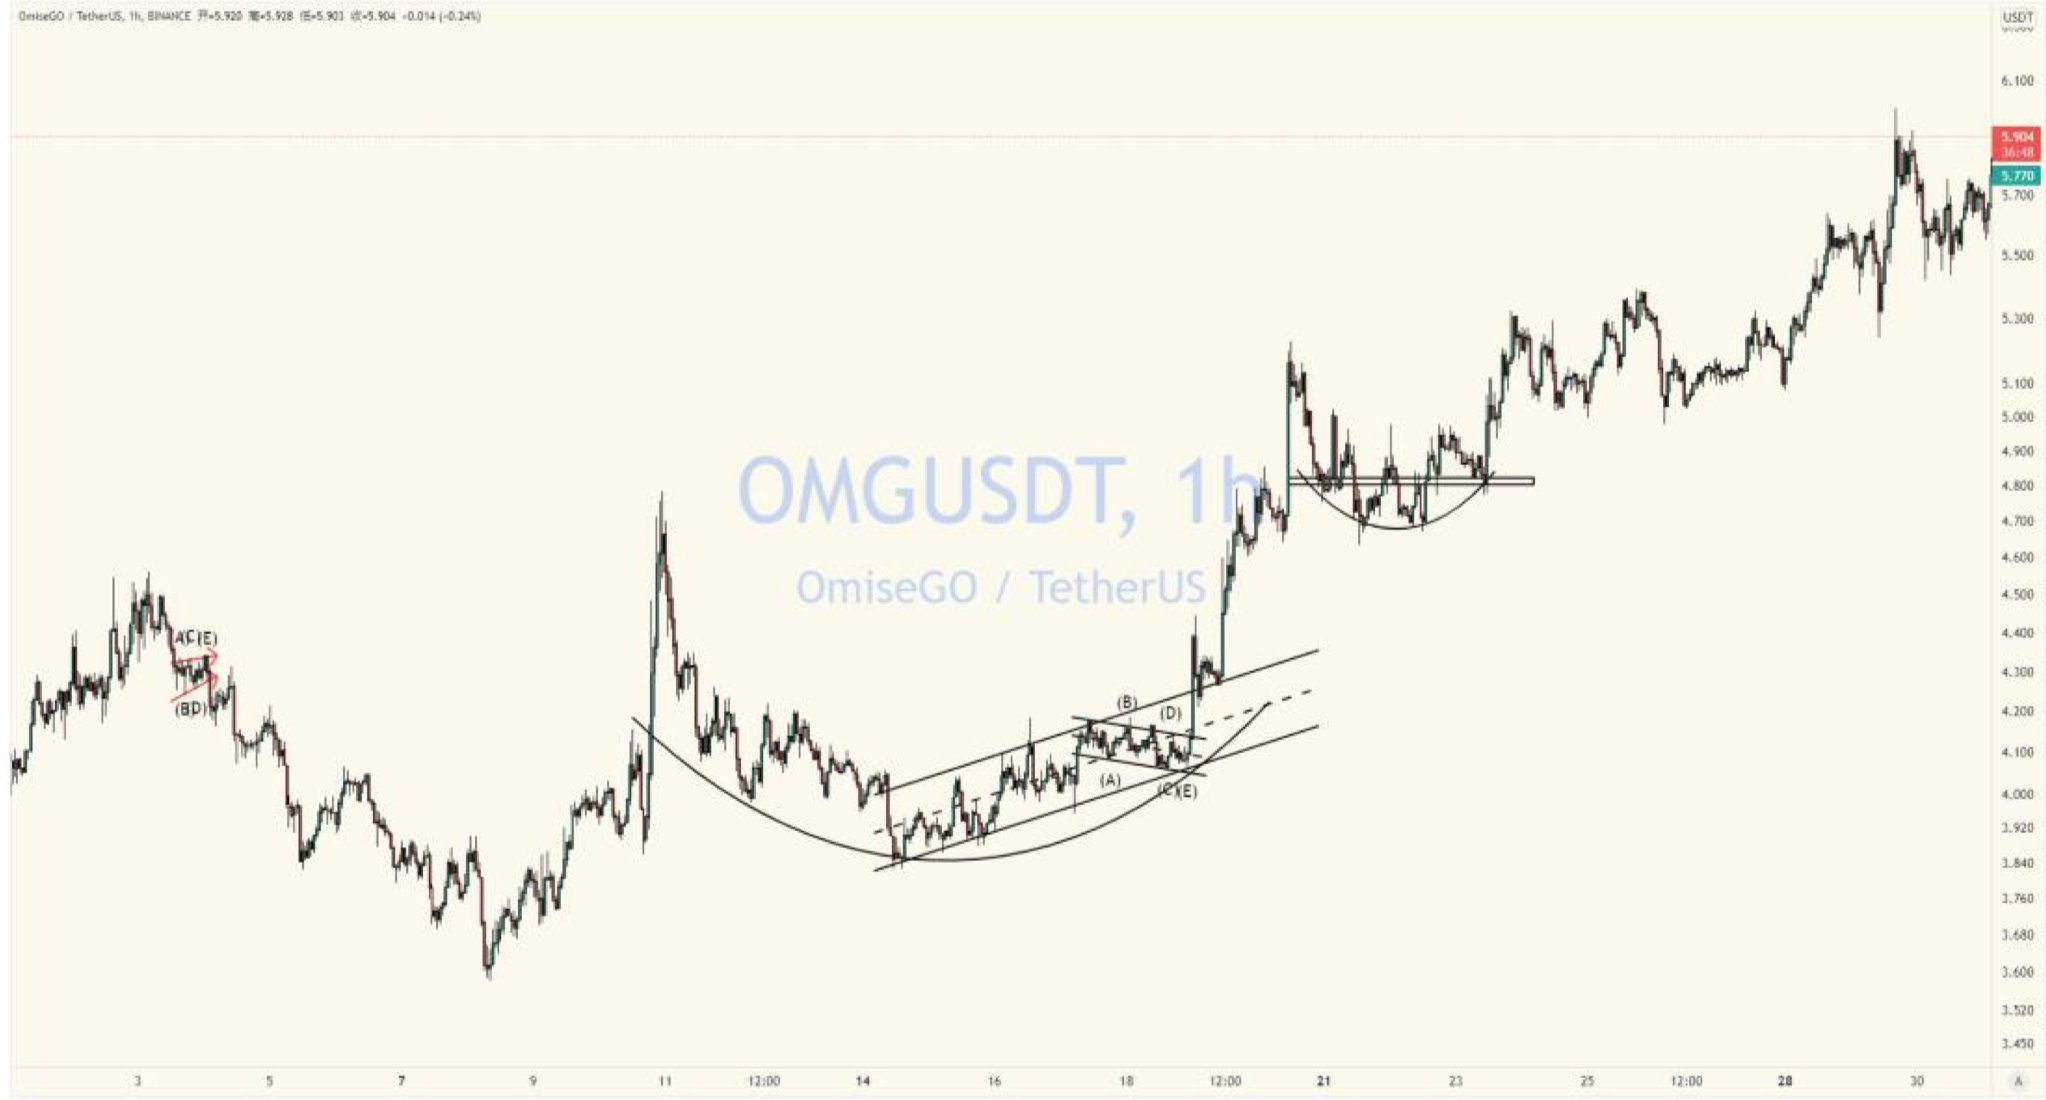 OmiseGO / TetherUS, 1h, BINANCE 开=5.920 高=5.928 低=5.903 收=5.904 -0.014 (-0.24%)
USDT
6.100
5.904
36:48
5.770
5.700
5.500
5.300
5.100
5.000
4.900
4.800
4.700
4.600
4.500
4.400
4.300
4.200
4.100
4.000
3.920
3.840
3.760
3.680
3.600
3.520
3.450
OMGUSDT, 1h
OmiseGO / TetherUS
(B)
(D)
(A)
(C)(E)
(BD)
3 5 7 9 11 12:00 14 16 18 12:00 21 23 25 12:00 28 30
A